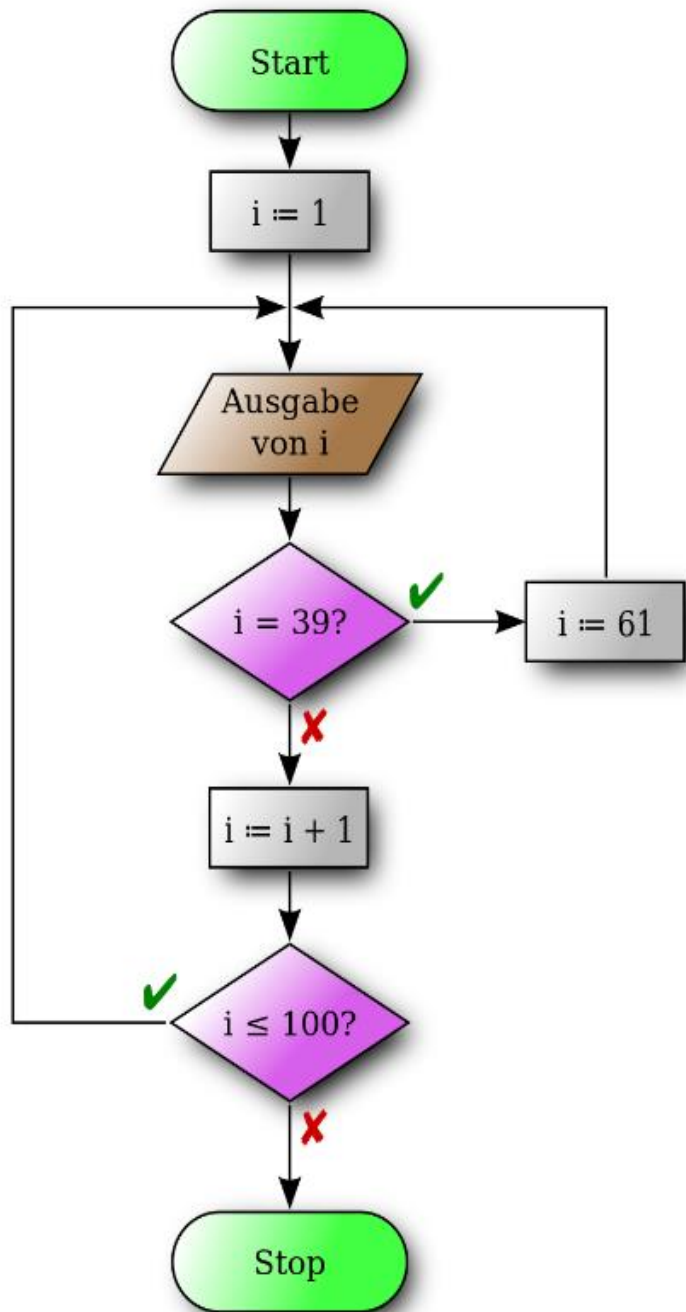 Start
i ≔ 1
Ausgabe
von i
i = 39?
✔
i ≔ 61
✘
i ≔ i + 1
✔
i ≤ 100?
✘
Stop